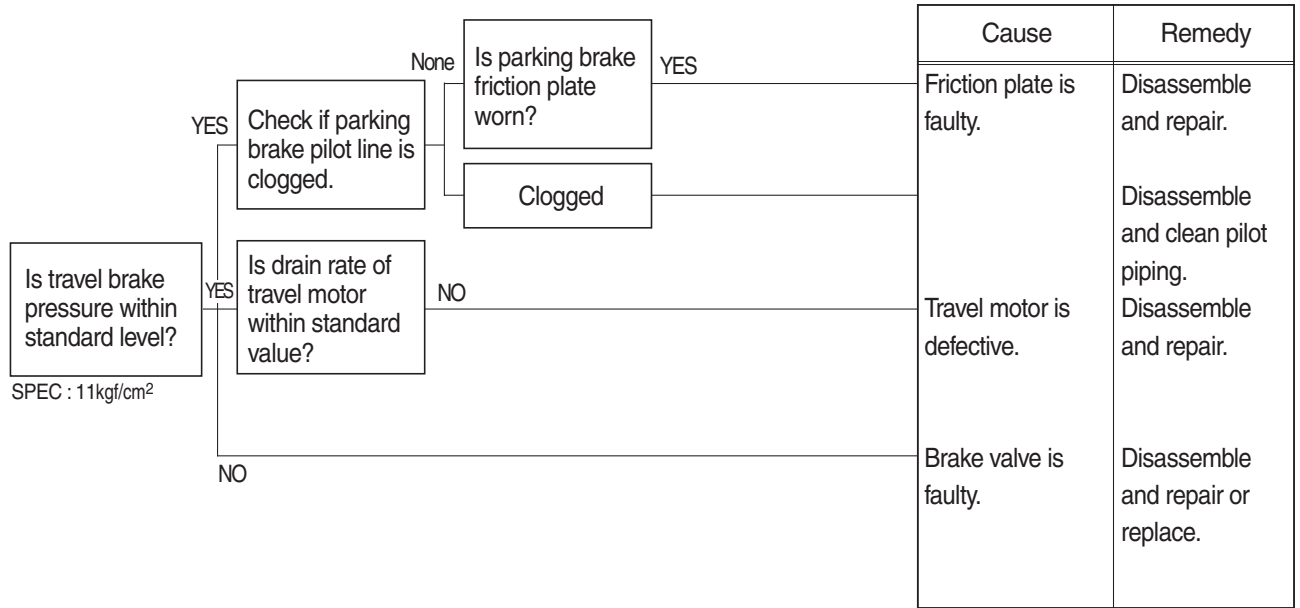 Cause
Remedy
None
Is parking brake
friction plate
worn?
YES
Friction plate is
faulty.
Disassemble
and repair.
YES
Check if parking
brake pilot line is
clogged.
Clogged
Disassemble
and clean pilot
piping.
Is travel brake
pressure within
standard level?
SPEC : 11kgf/cm2
YES
Is drain rate of
travel motor
within standard
value?
NO
Travel motor is
defective.
Disassemble
and repair.
NO
Brake valve is
faulty.
Disassemble
and repair or
replace.